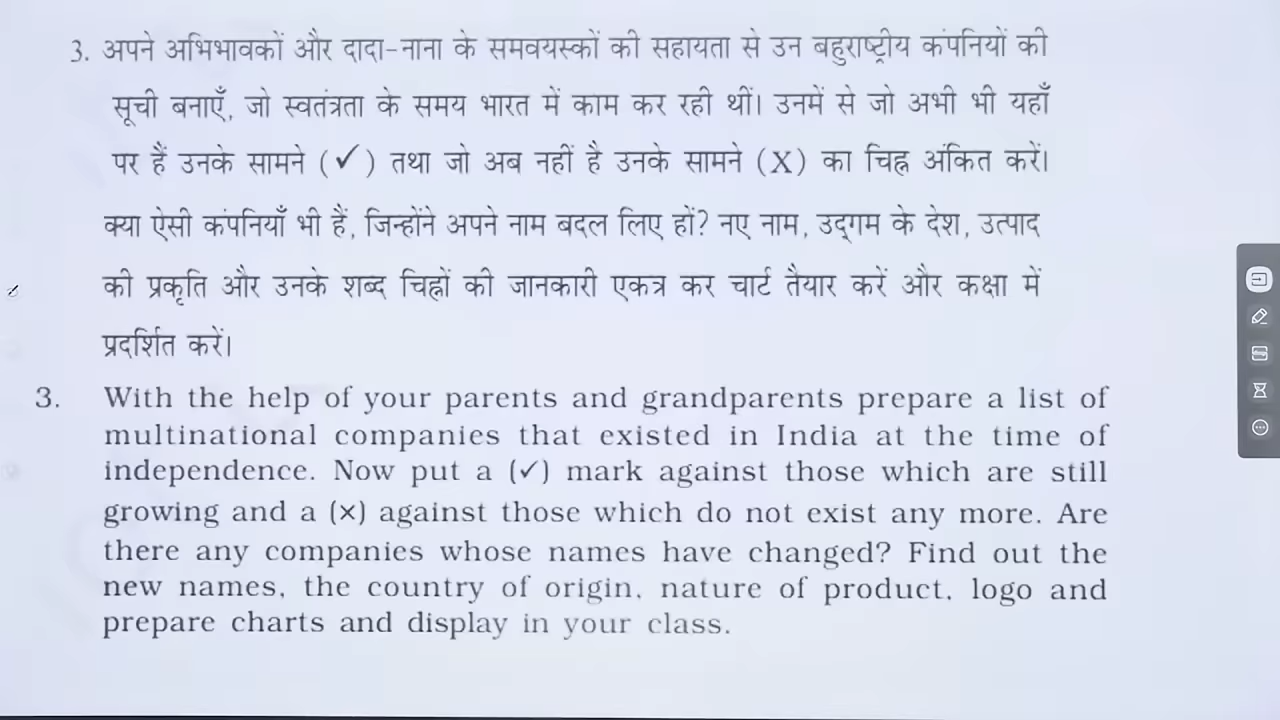 3. अपने अभिभावकों और दादा-नाना के समवयस्कों की सहायता से उन बहुराष्ट्रीय कंपनियों की
सूची बनाएँ, जो स्वतंत्रता के समय भारत में काम कर रही थीं। उनमें से जो अभी भी यहाँ
पर हैं उनके सामने (✓) तथा जो अब नहीं है उनके सामने (X) का चिह्न अंकित करें।
क्या ऐसी कंपनियाँ भी हैं, जिन्होंने अपने नाम बदल लिए हों? नए नाम, उद्‌गम के देश, उत्पाद
की प्रकृति और उनके शब्द चिह्नों की जानकारी एकत्र कर चार्ट तैयार करें और कक्षा में
प्रदर्शित करें।
3. With the help of your parents and grandparents prepare a list of
multinational companies that existed in India at the time of
independence. Now put a (✓) mark against those which are still
growing and a (×) against those which do not exist any more. Are
there any companies whose names have changed? Find out the
new names, the country of origin, nature of product, logo and
prepare charts and display in your class.